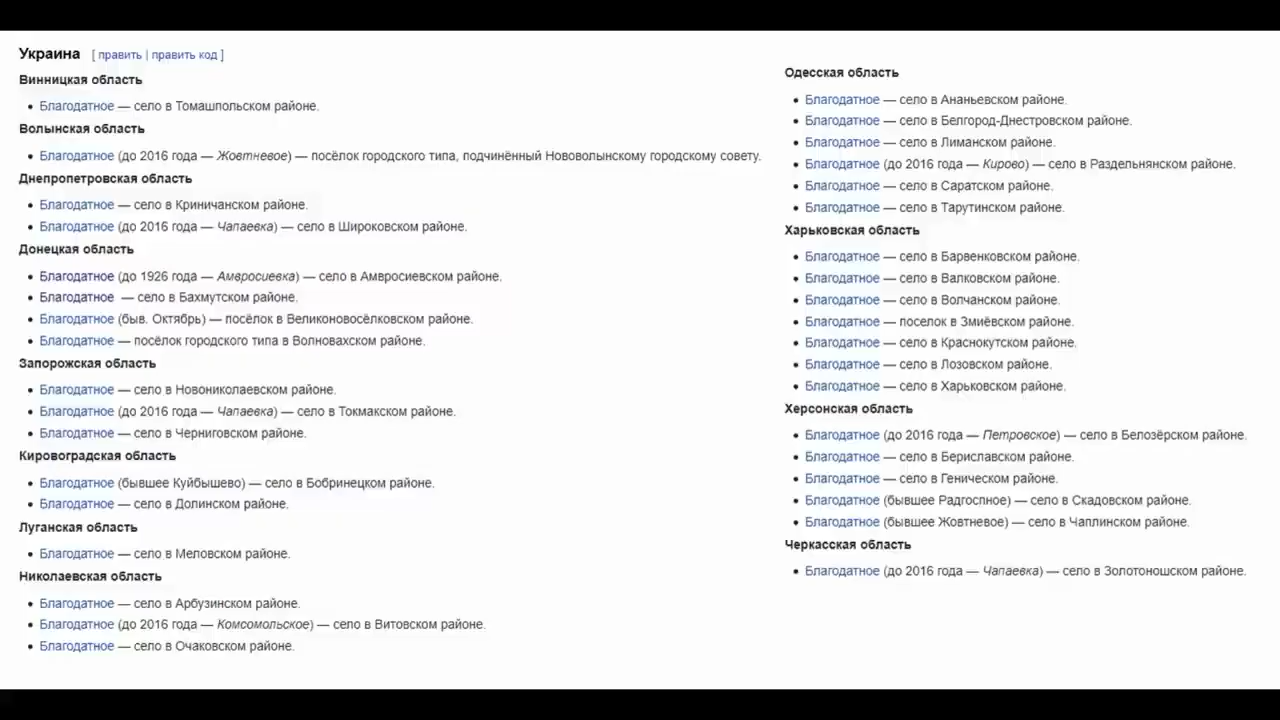 Украина [ править | править код ]
Винницкая область
• Благодатное — село в Томашпольском районе.
Волынская область
• Благодатное (до 2016 года — Жовтневое) — посёлок городского типа, подчинённый Нововолынскому городскому совету.
Днепропетровская область
• Благодатное — село в Криничанском районе.
• Благодатное (до 2016 года — Чапаевка) — село в Широковском районе.
Донецкая область
• Благодатное (до 1926 года — Амвросиевка) — село в Амвросиевском районе.
• Благодатное — село в Бахмутском районе.
• Благодатное (быв. Октябрь) — посёлок в Великоновосёлковском районе.
• Благодатное — посёлок городского типа в Волновахском районе.
Запорожская область
• Благодатное — село в Новониколаевском районе.
• Благодатное (до 2016 года — Чапаевка) — село в Токмакском районе.
• Благодатное — село в Черниговском районе.
Кировоградская область
• Благодатное (бывшее Куйбышево) — село в Бобринецком районе.
• Благодатное — село в Долинском районе.
Луганская область
• Благодатное — село в Меловском районе.
Николаевская область
• Благодатное — село в Арбузинском районе.
• Благодатное (до 2016 года — Комсомольское) — село в Витовском районе.
• Благодатное — село в Очаковском районе.
Одесская область
• Благодатное — село в Ананьевском районе.
• Благодатное — село в Белгород-Днестровском районе.
• Благодатное — село в Лиманском районе.
• Благодатное (до 2016 года — Кирово) — село в Раздельнянском районе.
• Благодатное — село в Саратском районе.
• Благодатное — село в Тарутинском районе.
Харьковская область
• Благодатное — село в Барвенковском районе.
• Благодатное — село в Валковском районе.
• Благодатное — село в Волчанском районе.
• Благодатное — поселок в Змиёвском районе.
• Благодатное — село в Краснокутском районе.
• Благодатное — село в Лозовском районе.
• Благодатное — село в Харьковском районе.
Херсонская область
• Благодатное (до 2016 года — Петровское) — село в Белозёрском районе.
• Благодатное — село в Бериславском районе.
• Благодатное — село в Геническом районе.
• Благодатное (бывшее Радгоспное) — село в Скадовском районе.
• Благодатное (бывшее Жовтневое) — село в Чаплинском районе.
Черкасская область
• Благодатное (до 2016 года — Чапаевка) — село в Золотоношском районе.